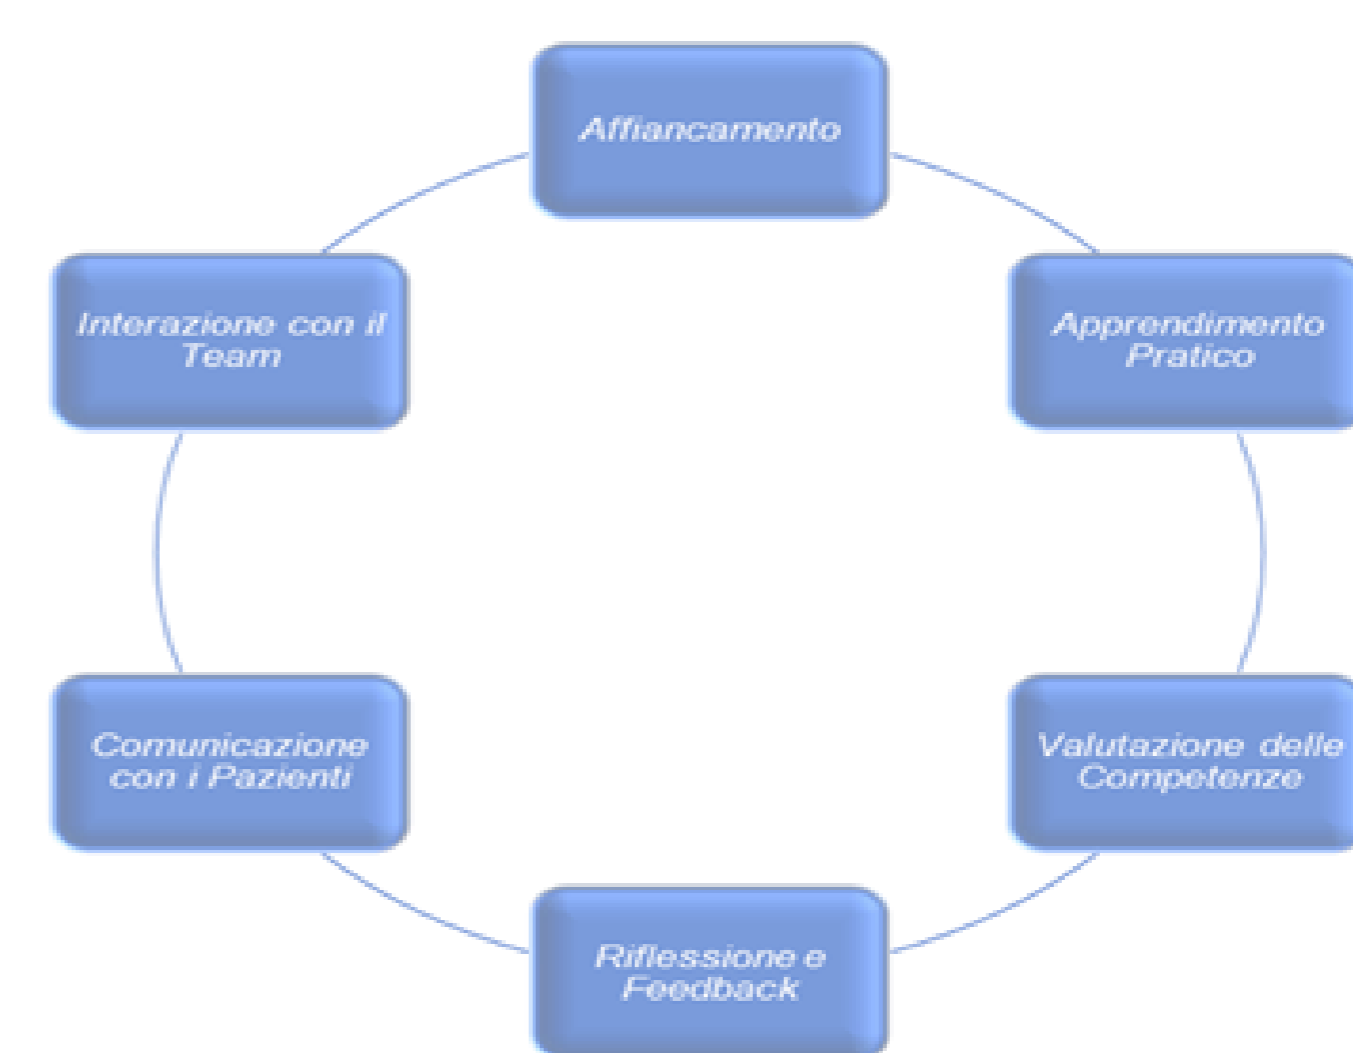 Affiancamento
Apprendimento
Pratico
Valutazione delle
Competenze
Riflessione e
Feedback
Comunicazione
con i Pazienti
Interazione con il
Team